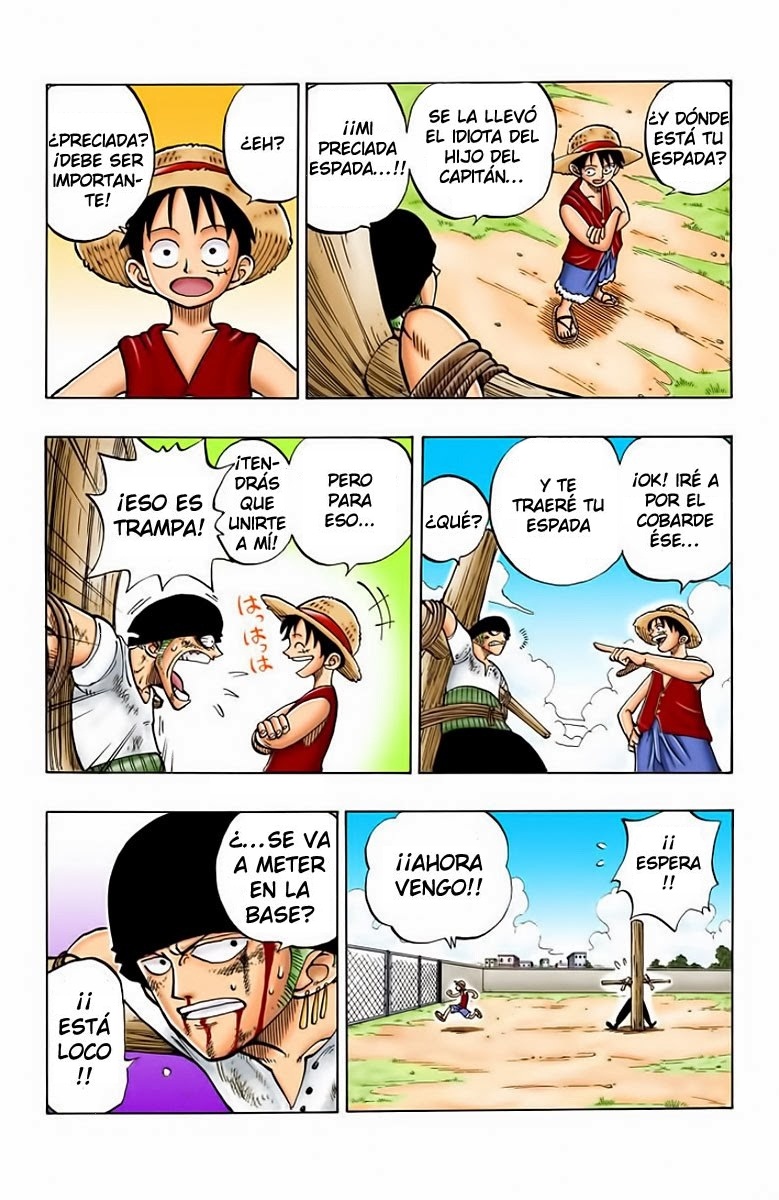 ¿Y DÓNDE
ESTÁ TU
ESPADA?
SE LA LLEVÓ
EL IDIOTA DEL
HIJO DEL
CAPITÁN...
¡¡MI
PRECIADA
ESPADA...!!
¿EH?
¿PRECIADA?
¡DEBE SER
IMPORTAN-
TE!
¡OK! IRÉ A
A POR EL
COBARDE
ÉSE...
Y TE
TRAERÉ TU
ESPADA
¿QUÉ?
PERO
PARA
ESO...
¡TEN-
DRÁS
QUE
UNIRTE
A MÍ!
¡ESO ES
TRAMPA!
はっはっは
¡¡
ESPERA
!!
¡¡AHORA
VENGO!!
¿...SE VA
A METER
EN LA
BASE?
¡¡
ESTÁ
LOCO
!!